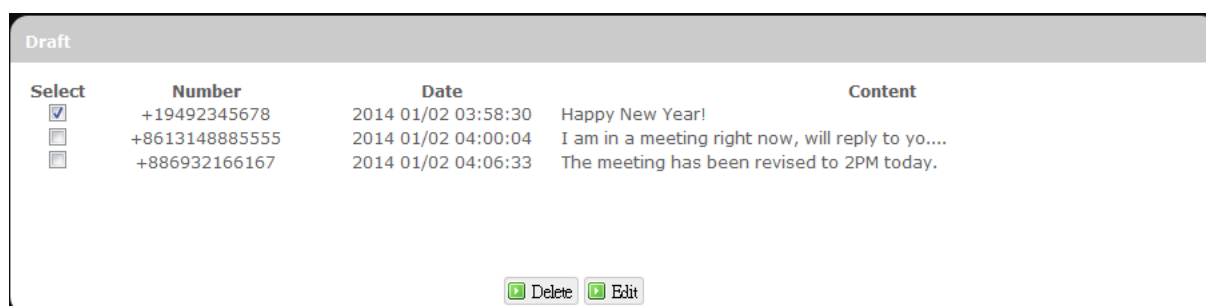 Draft
Select Number Date Content
+19492345678 2014 01/02 03:58:30 Happy New Year!
+8613148885555 2014 01/02 04:00:04 I am in a meeting right now, will reply to yo....
+886932166167 2014 01/02 04:06:33 The meeting has been revised to 2PM today.
Delete Edit